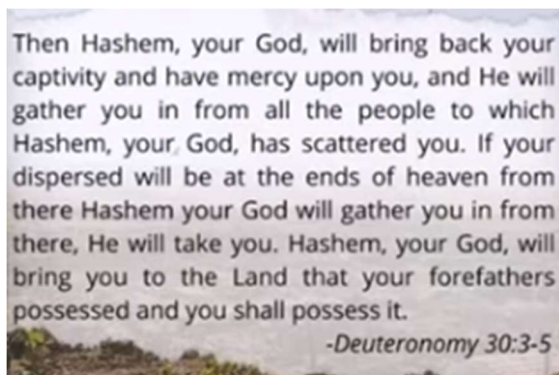 Then Hashem, your God, will bring back your
captivity and have mercy upon you, and He will
gather you in from all the people to which
Hashem, your God, has scattered you. If your
dispersed will be at the ends of heaven from
there Hashem your God will gather you in from
there, He will take you. Hashem, your God, will
bring you to the Land that your forefathers
possessed and you shall possess it.
-Deuteronomy 30:3-5